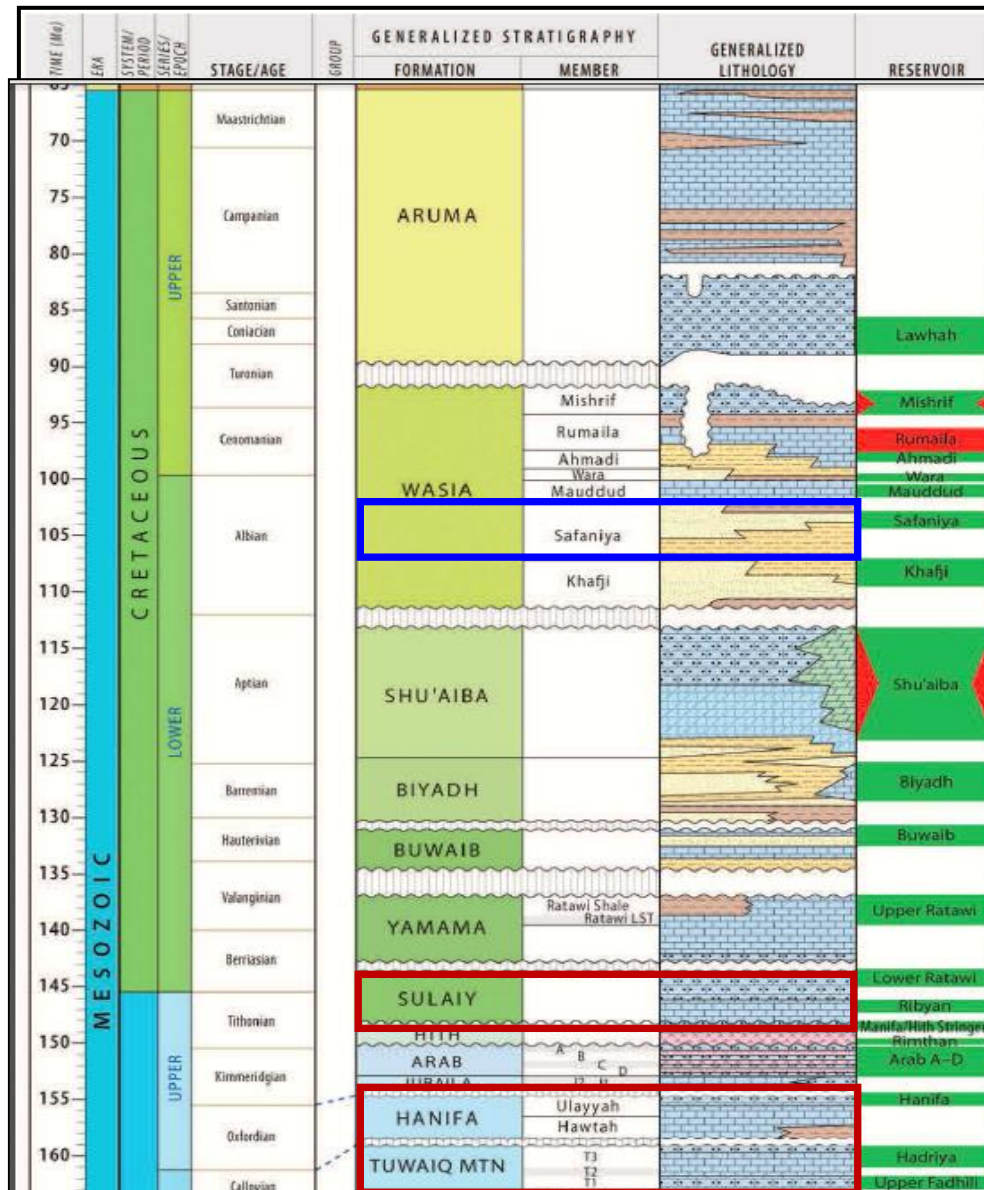 TIME (Ma)
ERA
SYSTEM/
PERIOD
SERIES/
EPOCH
STAGE/AGE
GROUP
GENERALIZED STRATIGRAPHY
FORMATION
MEMBER
GENERALIZED
LITHOLOGY
RESERVOIR
70
75
80
85
90
95
100
105
110
115
120
125
130
135
140
145
150
155
160
MESOZOIC
CRETACEOUS
UPPER
LOWER
UPPER
Maastrichtian
Campanian
Santonian
Coniacian
Turonian
Cenomanian
Albian
Aptian
Barremian
Hauterivian
Valanginian
Berriasian
Tithonian
Kimmeridgian
Oxfordian
Callovian
ARUMA
WASIA
SHU'AIBA
BIYADH
BUWAIB
YAMAMA
SULAIY
HITH
ARAB
JUBAILA
HANIFA
TUWAIQ MTN
Mishrif
Rumaila
Ahmadi
Wara
Mauddud
Safaniya
Khafji
Ratawi Shale
Ratawi LST
A
B
C
D
J2
Ulayyah
Hawtah
T3
T2
T1
Lawhah
Mishrif
Rumaila
Ahmadi
Wara
Mauddud
Safaniya
Khafji
Shu'aiba
Biyadh
Buwaib
Upper Ratawi
Lower Ratawi
Ribyan
Manifa/Hith Stringer
Rimthan
Arab A-D
Hanifa
Hadriya
Upper Fadhili